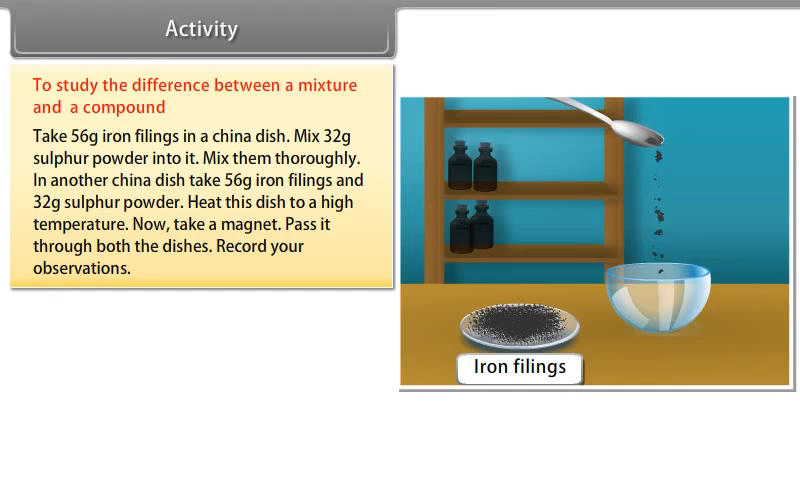 Activity
To study the difference between a mixture
and  a compound
Take 56g iron filings in a china dish. Mix 32g
sulphur powder into it. Mix them thoroughly.
In another china dish take 56g iron filings and
32g sulphur powder. Heat this dish to a high
temperature. Now, take a magnet. Pass it
through both the dishes. Record your
observations.
Iron filings